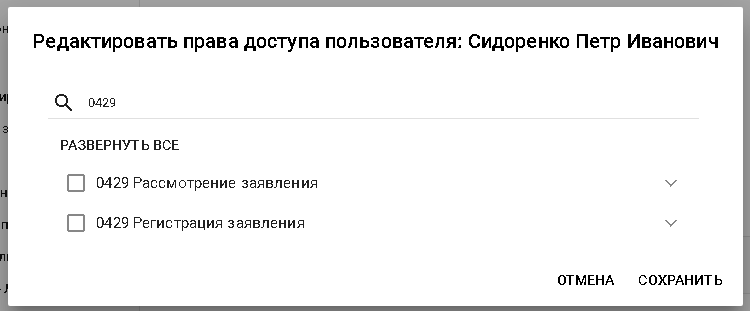 Редактировать права доступа пользователя: Сидоренко Петр Иванович
0429
РАЗВЕРНУТЬ ВСЕ
0429 Рассмотрение заявления
0429 Регистрация заявления
ОТМЕНА СОХРАНИТЬ